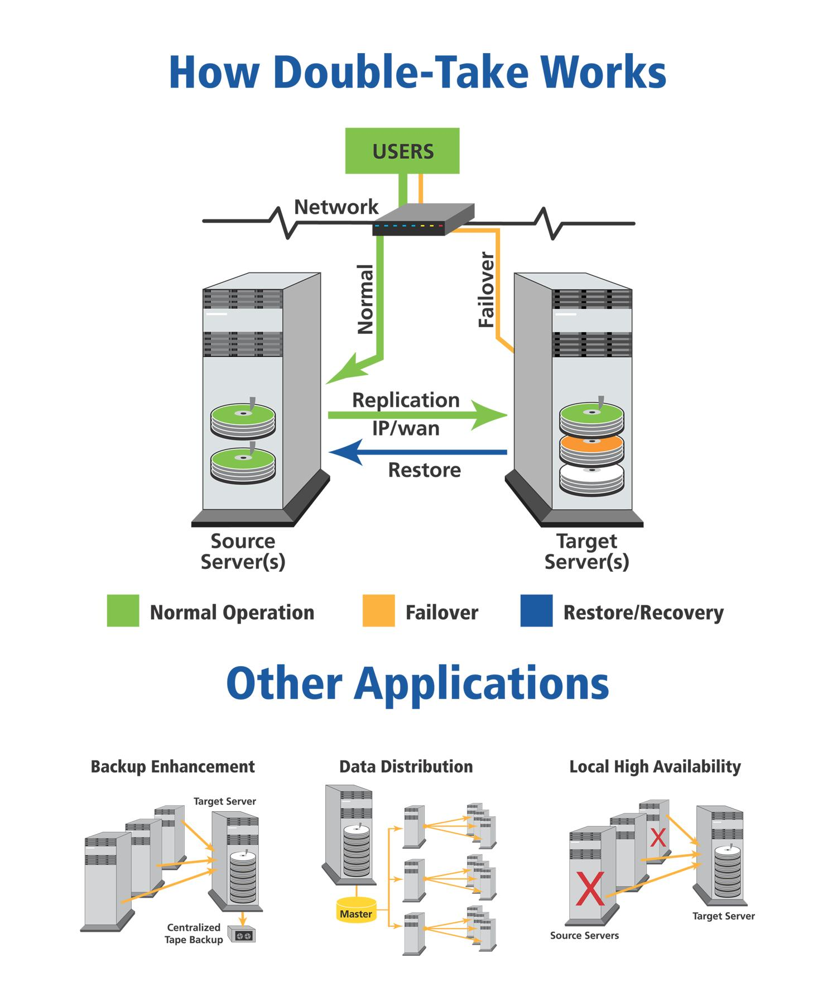 How Double-Take Works
USERS
Network
Normal
Failover
Replication
IP/wan
Restore
Source
Server(s)
Target
Server(s)
Normal Operation
Failover
Restore/Recovery
Other Applications
Backup Enhancement
Target Server
Centralized
Tape Backup
Data Distribution
Master
Local High Availability
X
X
Source Servers
Target Server